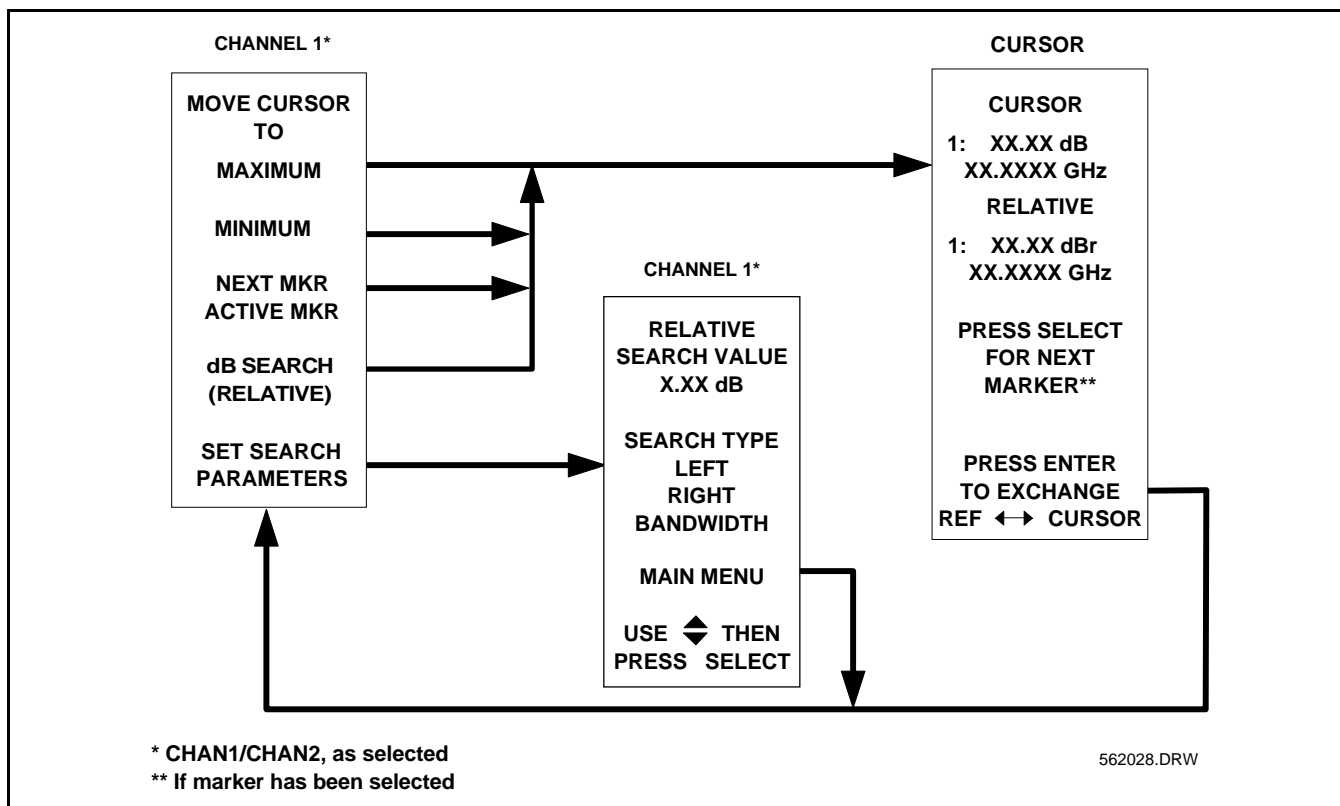 CHANNEL 1*
MOVE CURSOR
TO
MAXIMUM
MINIMUM
NEXT MKR
ACTIVE MKR
dB SEARCH
(RELATIVE)
SET SEARCH
PARAMETERS
CHANNEL 1*
RELATIVE
SEARCH VALUE
X.XX dB
SEARCH TYPE
LEFT
RIGHT
BANDWIDTH
MAIN MENU
USE THEN
PRESS SELECT
CURSOR
CURSOR
1: XX.XX dB
XX.XXXX GHz
RELATIVE
1: XX.XX dBr
XX.XXXX GHz
PRESS SELECT
FOR NEXT
MARKER**
PRESS ENTER
TO EXCHANGE
REF ↔ CURSOR
* CHAN1/CHAN2, as selected
** If marker has been selected
562028.DRW